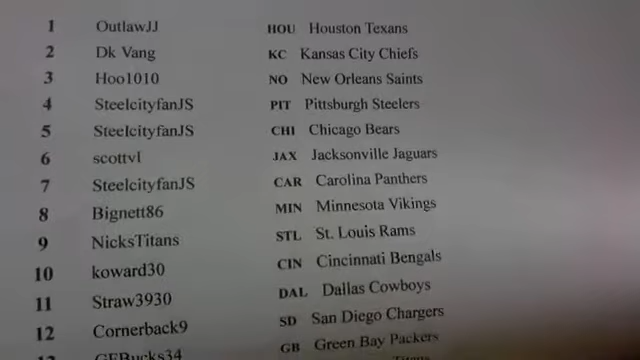 1 OutlawJJ HOU Houston Texans
2 Dk Vang KC Kansas City Chiefs
3 Hoo1010 NO New Orleans Saints
4 SteelcityfanJS PIT Pittsburgh Steelers
5 SteelcityfanJS CHI Chicago Bears
6 scottvl JAX Jacksonville Jaguars
7 SteelcityfanJS CAR Carolina Panthers
8 Bignett86 MIN Minnesota Vikings
9 NicksTitans STL St. Louis Rams
10 koward30 CIN Cincinnati Bengals
11 Straw3930 DAL Dallas Cowboys
12 Cornerback9 SD San Diego Chargers
GFBucks34 GB Green Bay Packers
Titans